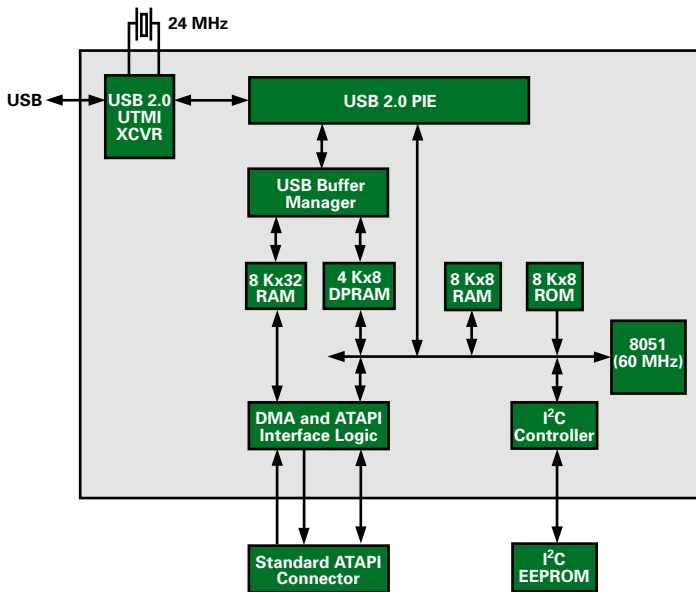 24 MHz
USB
USB 2.0
UTMI
XCVR
USB 2.0 PIE
USB Buffer
Manager
8 Kx32
RAM
4 Kx8
DPRAM
8 Kx8
RAM
8 Kx8
ROM
8051
(60 MHz)
DMA and ATAPI
Interface Logic
I²C
Controller
Standard ATAPI
Connector
I²C
EEPROM